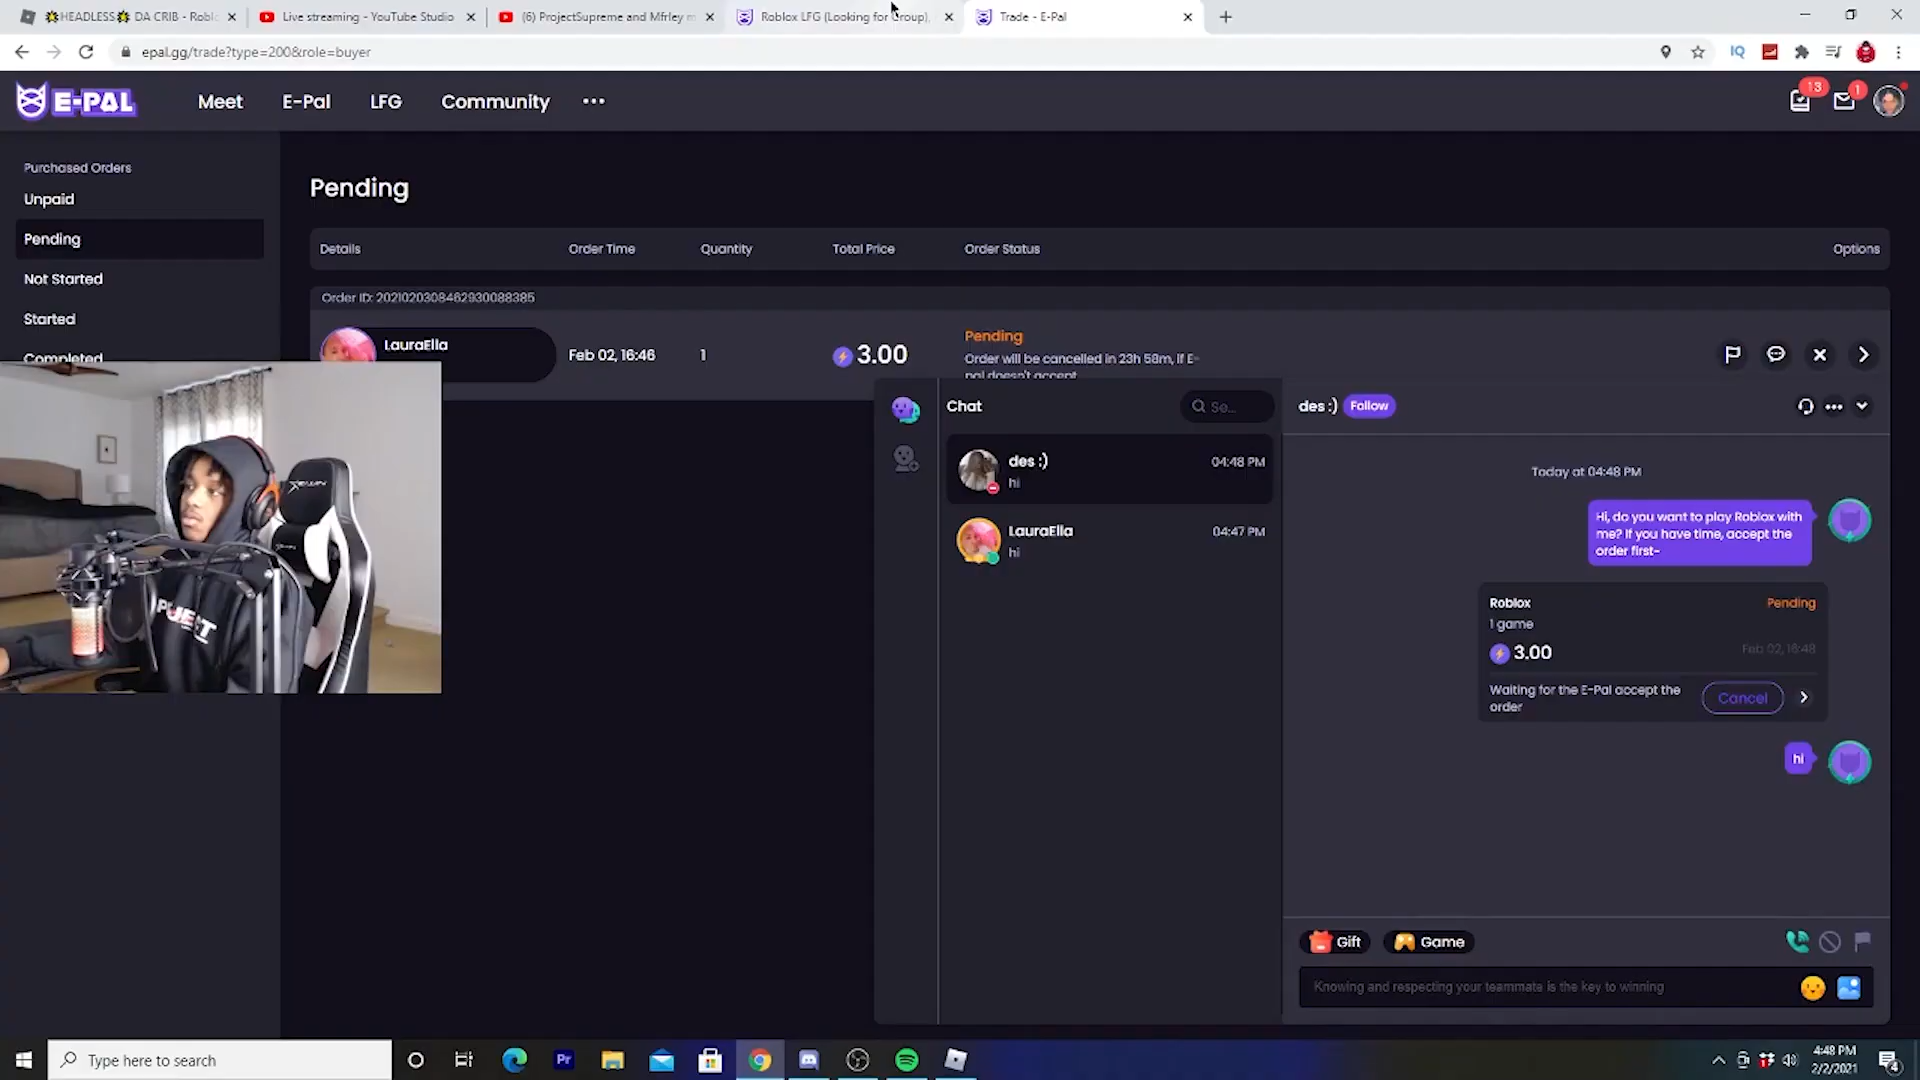 HEADLESS DA CRIB - Robl
Live streaming - YouTube Studio
(6) ProjectSupreme and Mfrley m
Roblox LFG (Looking for Group),
Trade - E-Pal
epal.gg/trade?type=200&role=buyer
IQ
E-PAL
Meet
E-Pal
LFG
Community
13
1
Purchased Orders
Unpaid
Pending
Not Started
Started
Completed
Pending
Details
Order Time
Quantity
Total Price
Order Status
Options
Order ID: 2021020308462930088385
LauraElla
Feb 02, 16:46
1
3.00
Pending
Order will be cancelled in 23h 58m, if E-
pal doesn't accept
Chat
Se...
des :)
04:48 PM
hi
LauraElla
04:47 PM
hi
des :)
Follow
Today at 04:48 PM
Hi, do you want to play Roblox with
me? If you have time, accept the
order first~
Roblox
Pending
1 game
3.00
Feb 02, 16:48
Waiting for the E-Pal accept the
order
Cancel
hi
Gift
Game
Knowing and respecting your teammate is the key to winning
Type here to search
Pr
4:48 PM
2/2/2021
4